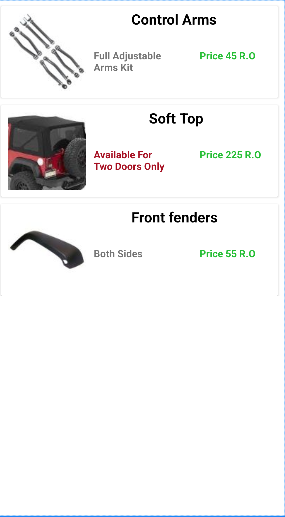 Control Arms
Full Adjustable
Arms Kit
Price 45 R.O
Soft Top
Available For
Two Doors Only
Price 225 R.O
Front fenders
Both Sides
Price 55 R.O